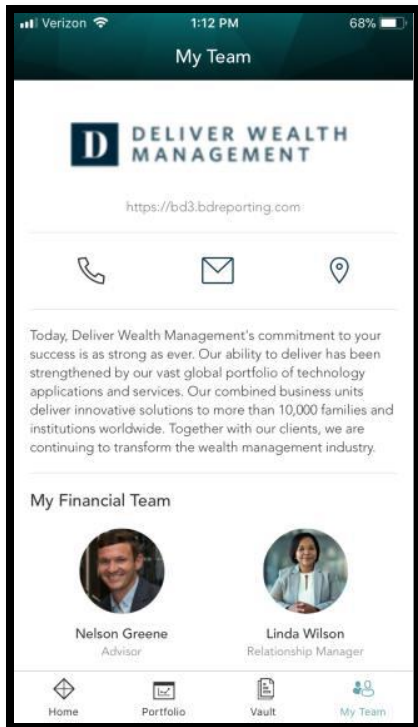 Verizon 1:12 PM 68%
My Team
D DELIVER WEALTH
MANAGEMENT
https://bd3.bdreporting.com
Today, Deliver Wealth Management's commitment to your
success is as strong as ever. Our ability to deliver has been
strengthened by our vast global portfolio of technology
applications and services. Our combined business units
deliver innovative solutions to more than 10,000 families and
institutions worldwide. Together with our clients, we are
continuing to transform the wealth management industry.
My Financial Team
Nelson Greene Linda Wilson
Advisor Relationship Manager
Home Portfolio Vault My Team